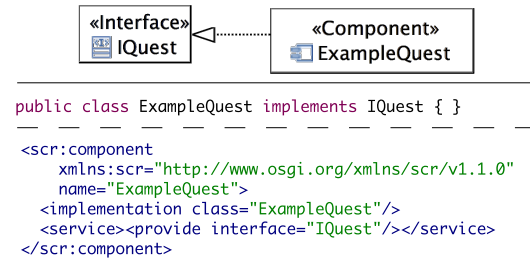 «Interface»
IQuest
«Component»
ExampleQuest
public class ExampleQuest implements IQuest { }
<scr:component
xmlns:scr="http://www.osgi.org/xmlns/scr/v1.1.0"
name="ExampleQuest">
<implementation class="ExampleQuest"/>
<service><provide interface="IQuest"/></service>
</scr:component>